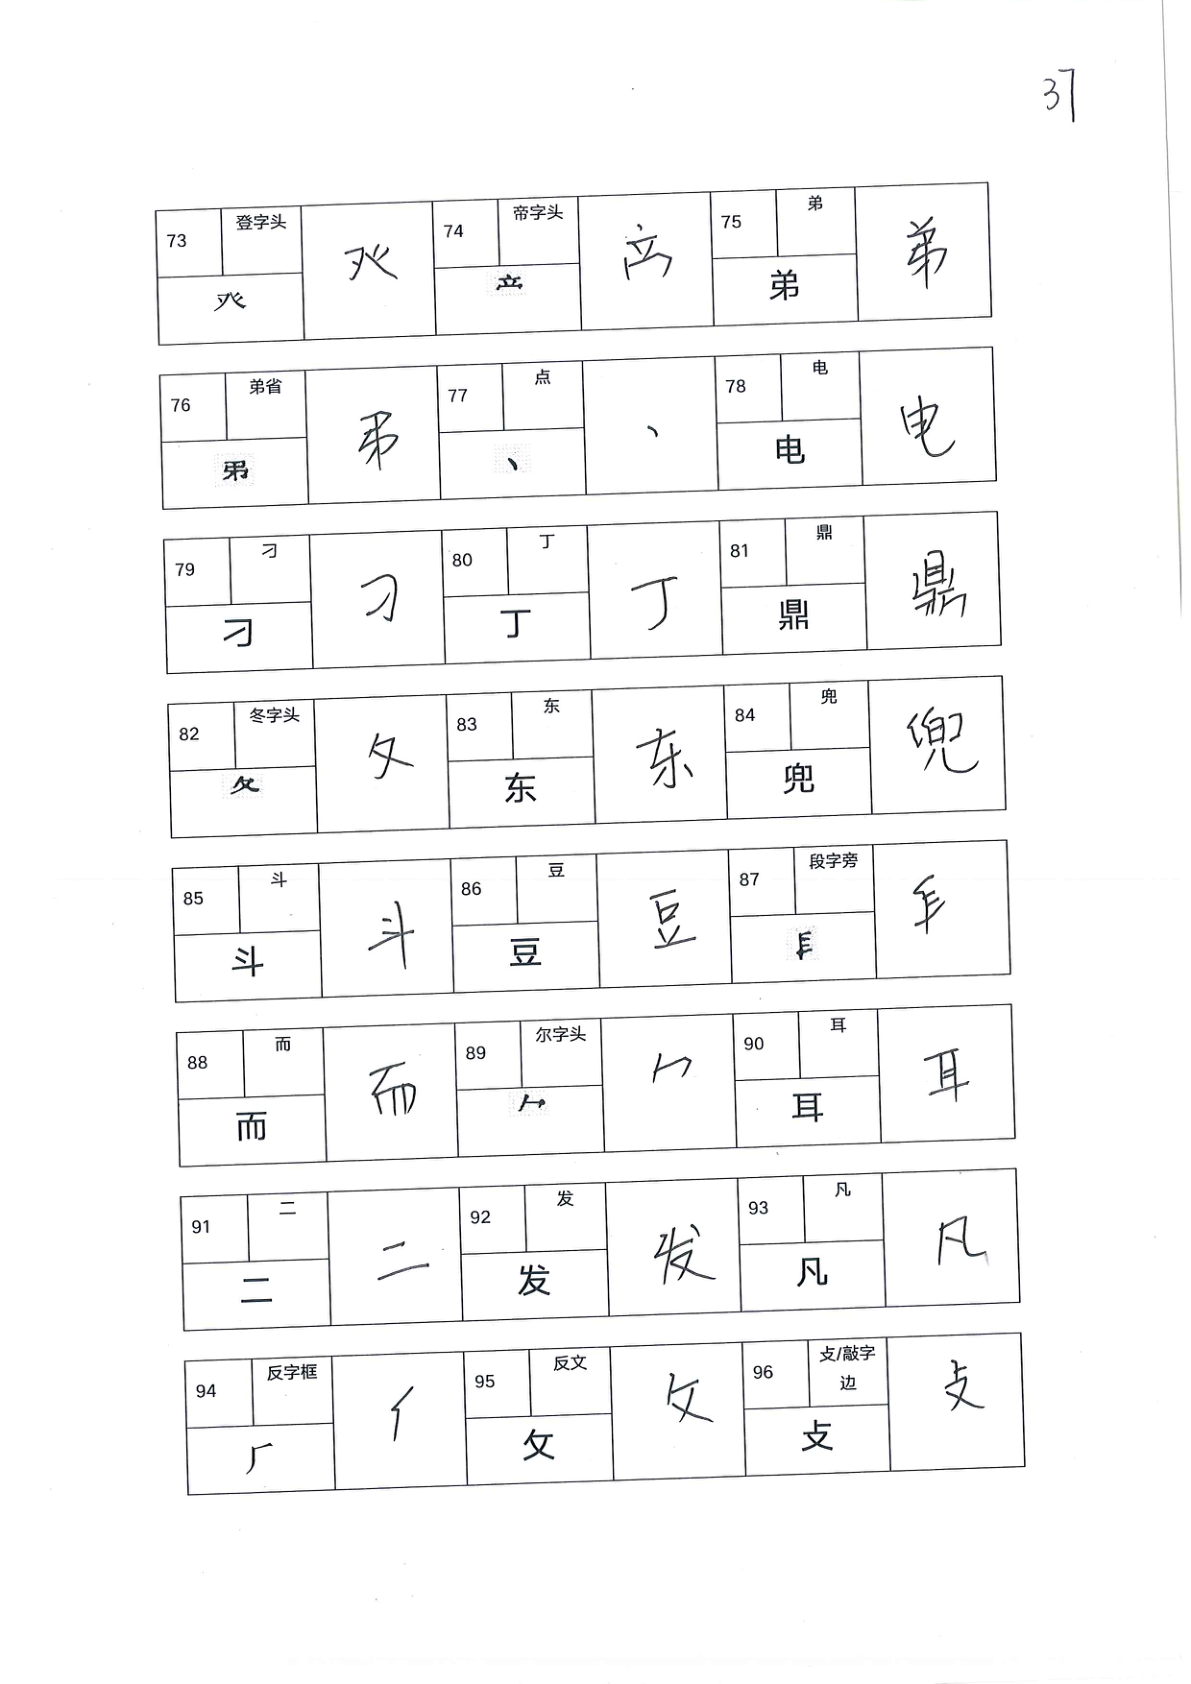 37
73 登字头 癶 癶 74 帝字头 75 弟 弟 弟
76 弟省 77 点 丶 丶 78 电 电 电
79 刁 刁 刁 80 丁 丁 丁 81 鼎 鼎 鼎
82 冬字头 夂 夂 83 东 东 东 84 兜 兜 兜
85 斗 斗 斗 86 豆 豆 豆 87 段字旁
88 而 而 而 89 尔字头 𠂉 90 耳 耳 耳
91 二 二 二 92 发 发 发 93 凡 凡 凡
94 反字框 𠂆 95 反文 攵 攵 96 攴/敲字边 攴 攴